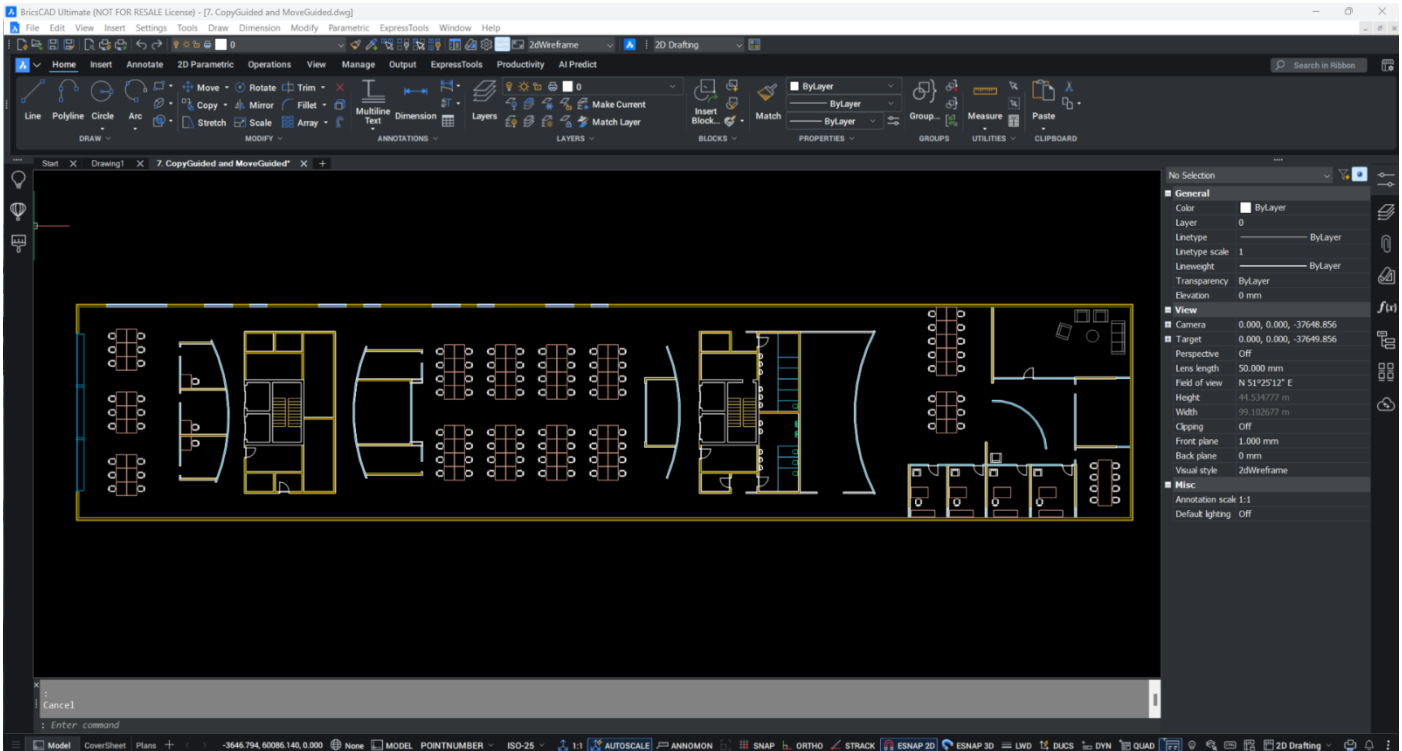 BricsCAD Ultimate (NOT FOR RESALE License) - [7. CopyGuided and MoveGuided.dwg]
File Edit View Insert Settings Tools Draw Dimension Modify Parametric ExpressTools Window Help
0 2dWireframe 2D Drafting
Home Insert Annotate 2D Parametric Operations View Manage Output ExpressTools Productivity AI Predict Search in Ribbon
Move Rotate Trim 0 ByLayer
Copy Mirror Fillet Make Current ByLayer
Line Polyline Circle Arc Stretch Scale Array Multiline Text Dimension Layers Match Layer Insert Block... Match ByLayer Group... Measure Paste
DRAW MODIFY ANNOTATIONS LAYERS BLOCKS PROPERTIES GROUPS UTILITIES CLIPBOARD
Start Drawing1 7. CopyGuided and MoveGuided*
No Selection
General
Color ByLayer
Layer 0
Linetype ByLayer
Linetype scale 1
Lineweight ByLayer
Transparency ByLayer
Elevation 0 mm
View
Camera 0.000, 0.000, -37648.856
Target 0.000, 0.000, -37649.856
Perspective Off
Lens length 50.000 mm
Field of view N 51°25'12" E
Height 44.534777 m
Width 99.102677 m
Clipping Off
Front plane 1.000 mm
Back plane 0 mm
Visual style 2dWireframe
Misc
Annotation scale 1:1
Default lighting Off
:
Cancel
: Enter command
Model CoverSheet Plans -3646.794, 60086.140, 0.000 None MODEL POINTNUMBER ISO-25 1:1 AUTOSCALE ANNOMON SNAP ORTHO STRACK ESNAP 2D ESNAP 3D LWD DUCS DYN QUAD 2D Drafting